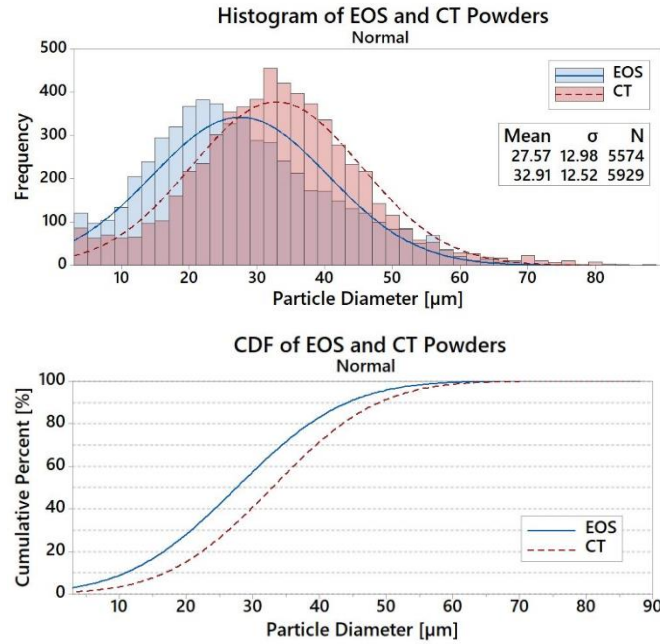 Histogram of EOS and CT Powders
Normal
500
400
300
200
100
0
Frequency
EOS
CT
Mean σ N
27.57 12.98 5574
32.91 12.52 5929
10 20 30 40 50 60 70 80
Particle Diameter [µm]
CDF of EOS and CT Powders
Normal
100
80
60
40
20
0
Cumulative Percent [%]
EOS
CT
10 20 30 40 50 60 70 80 90
Particle Diameter [µm]